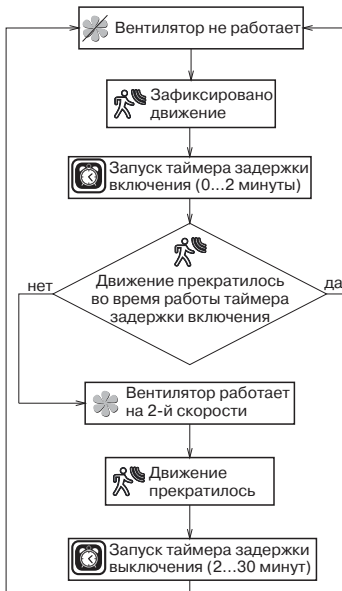 Вентилятор не работает
Зафиксировано
движение
Запуск таймера задержки
включения (0...2 минуты)
нет
да
Движение прекратилось
во время работы таймера
задержки включения
Вентилятор работает
на 2-й скорости
Движение
прекратилось
Запуск таймера задержки
выключения (2...30 минут)